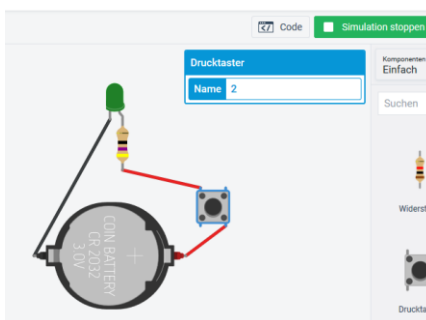 Code
Simulation stoppen
Drucktaster
Name 2
Komponenten
Einfach
Suchen
COIN BATTERY
CR 2032
3.0V
+
Widerst
Druckta